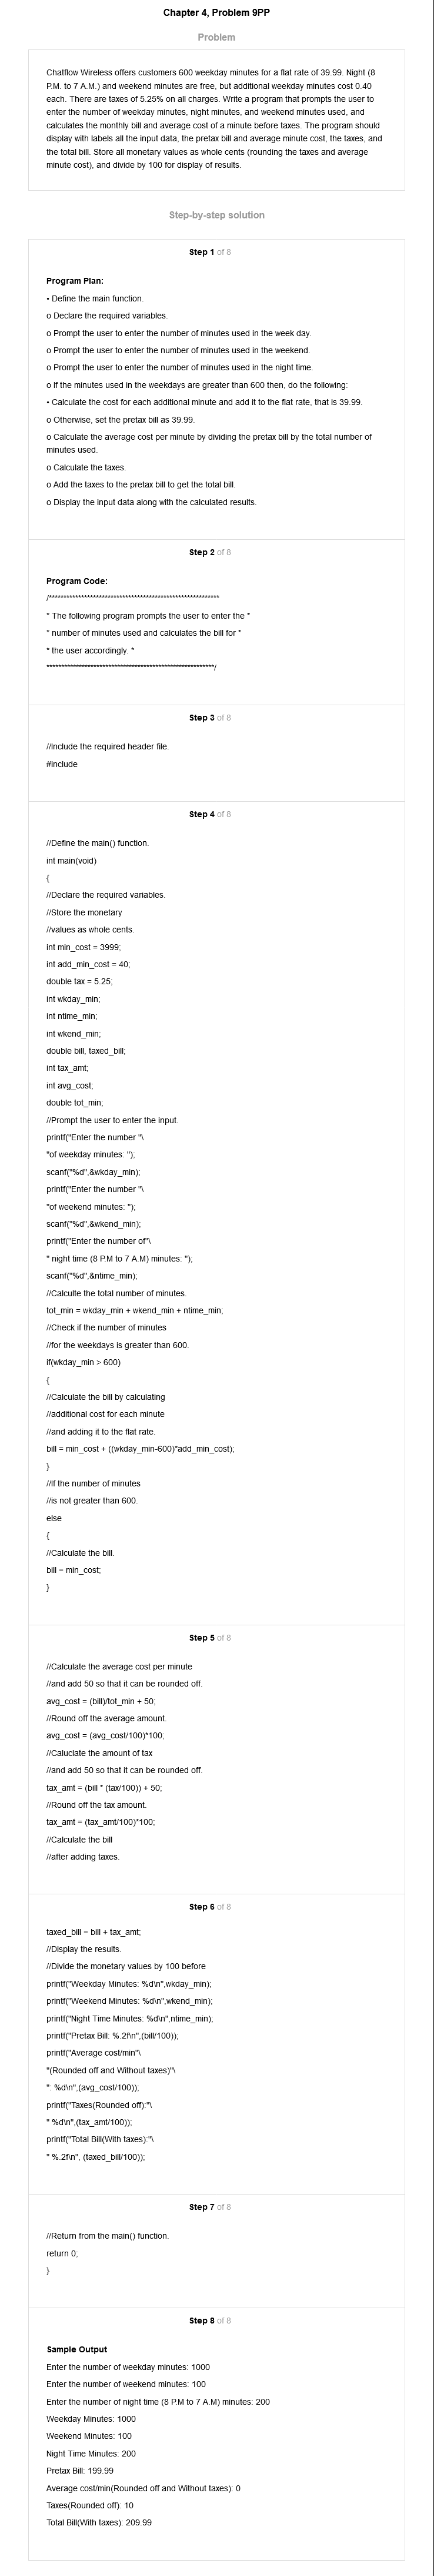 Chapter 4, Problem 9PP
Problem
Chatflow Wireless offers customers 600 weekday minutes for a flat rate of 39.99. Night (8
P.M. to 7 A.M.) and weekend minutes are free, but additional weekday minutes cost 0.40
each. There are taxes of 5.25% on all charges. Write a program that prompts the user to
enter the number of weekday minutes, night minutes, and weekend minutes used, and
calculates the monthly bill and average cost of a minute before taxes. The program should
display with labels all the input data, the pretax bill and average minute cost, the taxes, and
the total bill. Store all monetary values as whole cents (rounding the taxes and average
minute cost), and divide by 100 for display of results.
Step-by-step solution
Step 1 of 8
Program Plan:
• Define the main function.
o Declare the required variables.
o Prompt the user to enter the number of minutes used in the week day.
o Prompt the user to enter the number of minutes used in the weekend.
o Prompt the user to enter the number of minutes used in the night time.
o If the minutes used in the weekdays are greater than 600 then, do the following:
• Calculate the cost for each additional minute and add it to the flat rate, that is 39.99.
o Otherwise, set the pretax bill as 39.99.
o Calculate the average cost per minute by dividing the pretax bill by the total number of
minutes used.
o Calculate the taxes.
o Add the taxes to the pretax bill to get the total bill.
o Display the input data along with the calculated results.
Step 2 of 8
Program Code:
/**********************************************************
* The following program prompts the user to enter the *
* number of minutes used and calculates the bill for *
* the user accordingly. *
*********************************************************/
Step 3 of 8
//Include the required header file.
#include
Step 4 of 8
//Define the main() function.
int main(void)
{
//Declare the required variables.
//Store the monetary
//values as whole cents.
int min_cost = 3999;
int add_min_cost = 40;
double tax = 5.25;
int wkday_min;
int ntime_min;
int wkend_min;
double bill, taxed_bill;
int tax_amt;
int avg_cost;
double tot_min;
//Prompt the user to enter the input.
printf("Enter the number "\
"of weekday minutes: ");
scanf("%d",&wkday_min);
printf("Enter the number "\
"of weekend minutes: ");
scanf("%d",&wkend_min);
printf("Enter the number of"\
" night time (8 P.M to 7 A.M) minutes: ");
scanf("%d",&ntime_min);
//Calculte the total number of minutes.
tot_min = wkday_min + wkend_min + ntime_min;
//Check if the number of minutes
//for the weekdays is greater than 600.
if(wkday_min > 600)
{
//Calculate the bill by calculating
//additional cost for each minute
//and adding it to the flat rate.
bill = min_cost + ((wkday_min-600)*add_min_cost);
}
//If the number of minutes
//is not greater than 600.
else
{
//Calculate the bill.
bill = min_cost;
}
Step 5 of 8
//Calculate the average cost per minute
//and add 50 so that it can be rounded off.
avg_cost = (bill)/tot_min + 50;
//Round off the average amount.
avg_cost = (avg_cost/100)*100;
//Caluclate the amount of tax
//and add 50 so that it can be rounded off.
tax_amt = (bill * (tax/100)) + 50;
//Round off the tax amount.
tax_amt = (tax_amt/100)*100;
//Calculate the bill
//after adding taxes.
Step 6 of 8
taxed_bill = bill + tax_amt;
//Display the results.
//Divide the monetary values by 100 before
printf("Weekday Minutes: %d\n",wkday_min);
printf("Weekend Minutes: %d\n",wkend_min);
printf("Night Time Minutes: %d\n",ntime_min);
printf("Pretax Bill: %.2f\n",(bill/100));
printf("Average cost/min"\
"(Rounded off and Without taxes)"\
": %d\n",(avg_cost/100));
printf("Taxes(Rounded off):"\
" %d\n",(tax_amt/100));
printf("Total Bill(With taxes):"\
" %.2f\n", (taxed_bill/100));
Step 7 of 8
//Return from the main() function.
return 0;
}
Step 8 of 8
Sample Output
Enter the number of weekday minutes: 1000
Enter the number of weekend minutes: 100
Enter the number of night time (8 P.M to 7 A.M) minutes: 200
Weekday Minutes: 1000
Weekend Minutes: 100
Night Time Minutes: 200
Pretax Bill: 199.99
Average cost/min(Rounded off and Without taxes): 0
Taxes(Rounded off): 10
Total Bill(With taxes): 209.99